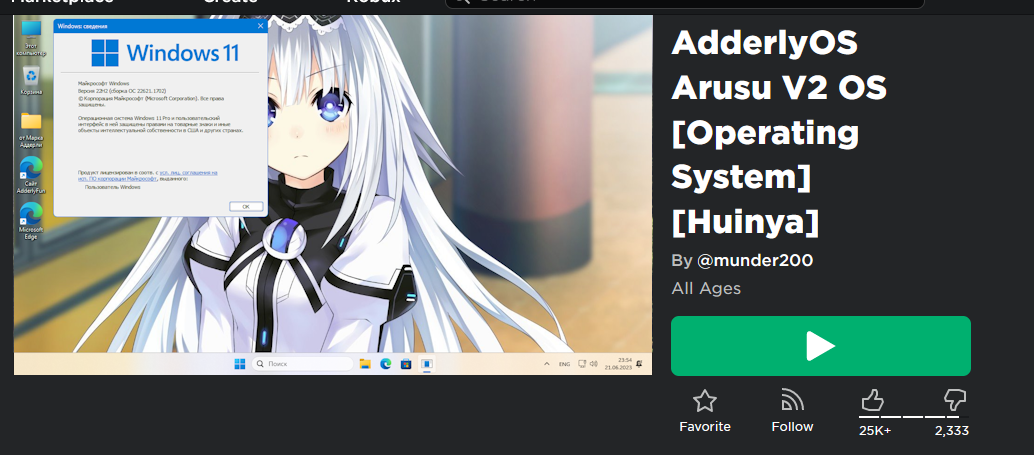 Marketplace
Create
Robux
Search
Этот
компьютер
Корзина
от Марка
Аддерли
Сайт
AdderlyFun
Microsoft
Edge
Windows: сведения
Windows 11
Майкрософт Windows
Версия 22H2 (сборка ОС 22621.1702)
© Корпорация Майкрософт (Microsoft Corporation). Все права
защищены.
Операционная система Windows 11 Pro и пользовательский
интерфейс в ней защищены правами на товарные знаки и иные
объекты интеллектуальной собственности в США и других странах.
Продукт лицензирован в соотв. с усл. лиц. соглашения на
исп. ПО корпорации Майкрософт, выданного:
Пользователь Windows
ОК
Поиск
ENG
23:54
21.06.2023
AdderlyOS
Arusu V2 OS
[Operating
System]
[Huinya]
By @munder200
All Ages
Favorite
Follow
25K+
2,333